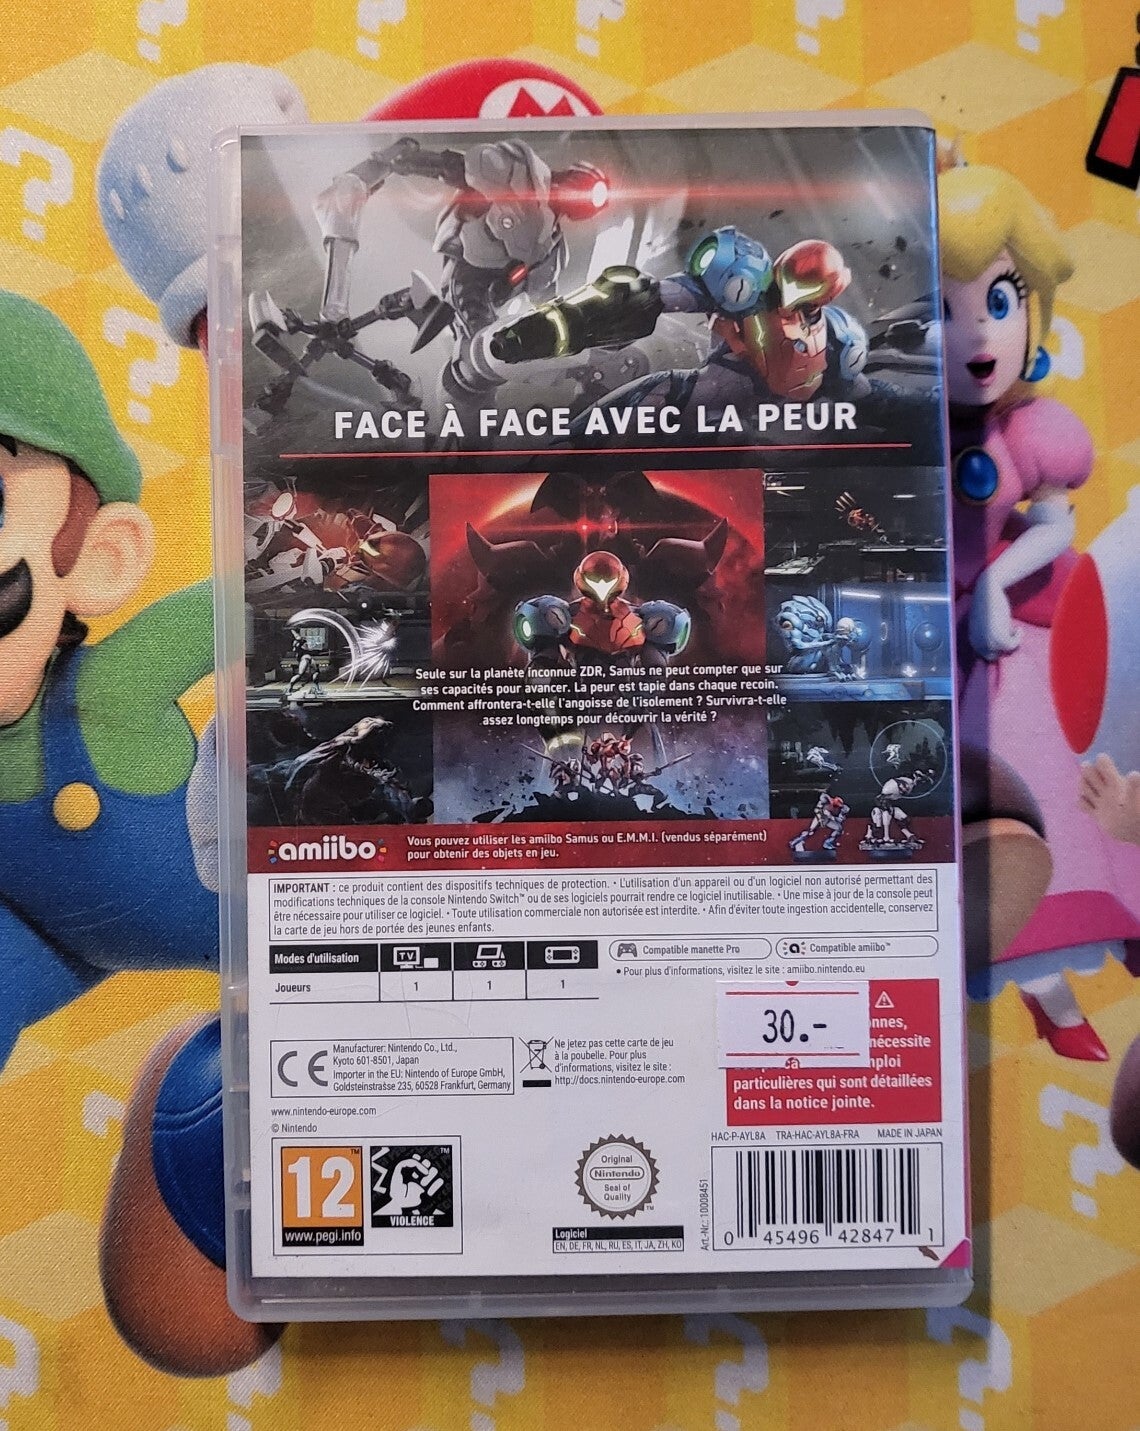 FACE À FACE AVEC LA PEUR
Seule sur la planète inconnue ZDR, Samus ne peut compter que sur
ses capacités pour avancer. La peur est tapie dans chaque recoin.
Comment affrontera-t-elle l'angoisse de l'isolement ? Survivra-t-elle
assez longtemps pour découvrir la vérité ?
amiibo
Vous pouvez utiliser les amiibo Samus ou E.M.M.I. (vendus séparément)
pour obtenir des objets en jeu.
IMPORTANT : ce produit contient des dispositifs techniques de protection. • L'utilisation d'un appareil ou d'un logiciel non autorisé permettant des
modifications techniques de la console Nintendo Switch™ ou de ses logiciels pourrait rendre ce logiciel inutilisable. • Une mise à jour de la console peut
être nécessaire pour utiliser ce logiciel. • Toute utilisation commerciale non autorisée est interdite. • Afin d'éviter toute ingestion accidentelle, conservez
la carte de jeu hors de portée des jeunes enfants.
Modes d'utilisation
TV
Joueurs
1
1
1
Compatible manette Pro
a
Compatible amiibo™
• Pour plus d'informations, visitez le site : amiibo.nintendo.eu
30.-
nnes,
nécessite
mploi
particulières qui sont détaillées
dans la notice jointe.
CE
Manufacturer: Nintendo Co., Ltd.,
Kyoto 601-8501, Japan
Importer in the EU: Nintendo of Europe GmbH,
Goldsteinstraße 235, 60528 Frankfurt, Germany
Ne jetez pas cette carte de jeu
à la poubelle. Pour plus
d'informations, visitez le site :
http://docs.nintendo-europe.com
www.nintendo-europe.com
© Nintendo
12
www.pegi.info
VIOLENCE
Original
Nintendo
Seal of
Quality
Logiciel
EN, DE, FR, NL, RU, ES, IT, JA, ZH, KO
HAC-P-AYL8A TRA-HAC-AYL8A-FRA MADE IN JAPAN
Art.-Nr.: 10008451
0 45496 42847 1